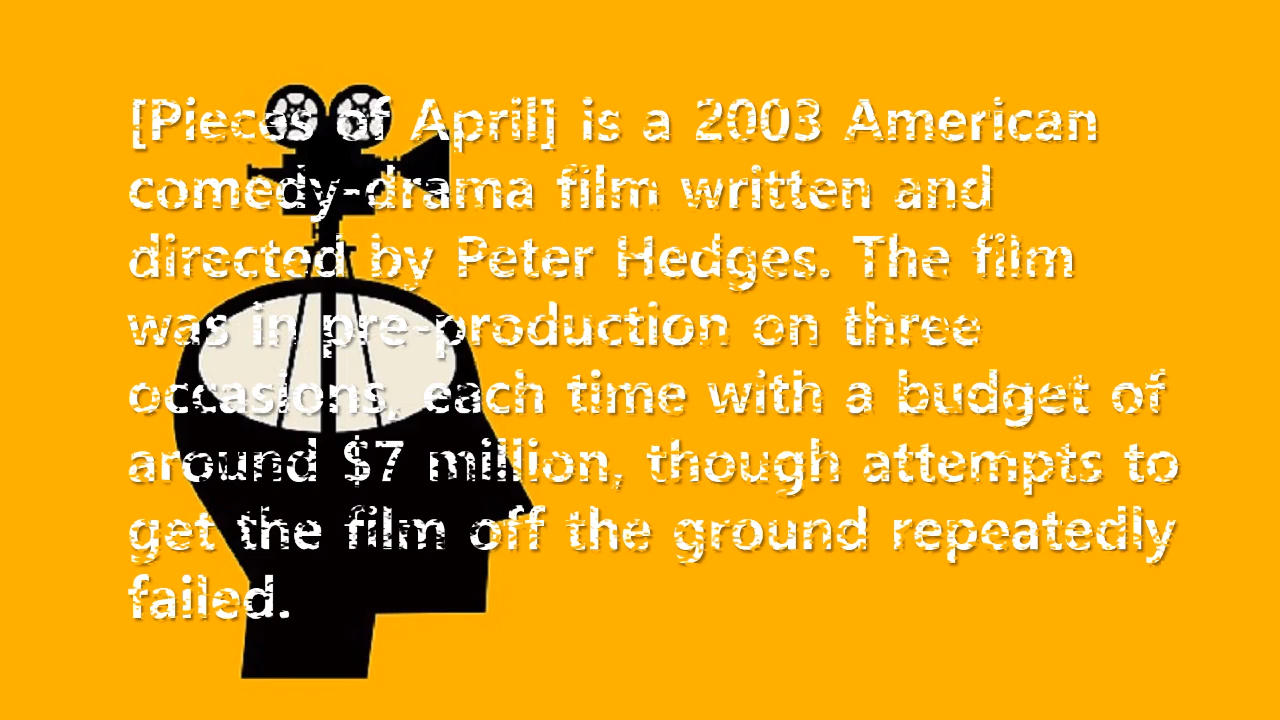 [Pieces of April] is a 2003 American
comedy-drama film written and
directed by Peter Hedges. The film
was in pre-production on three
occasions, each time with a budget of
around $7 million, though attempts to
get the film off the ground repeatedly
failed.